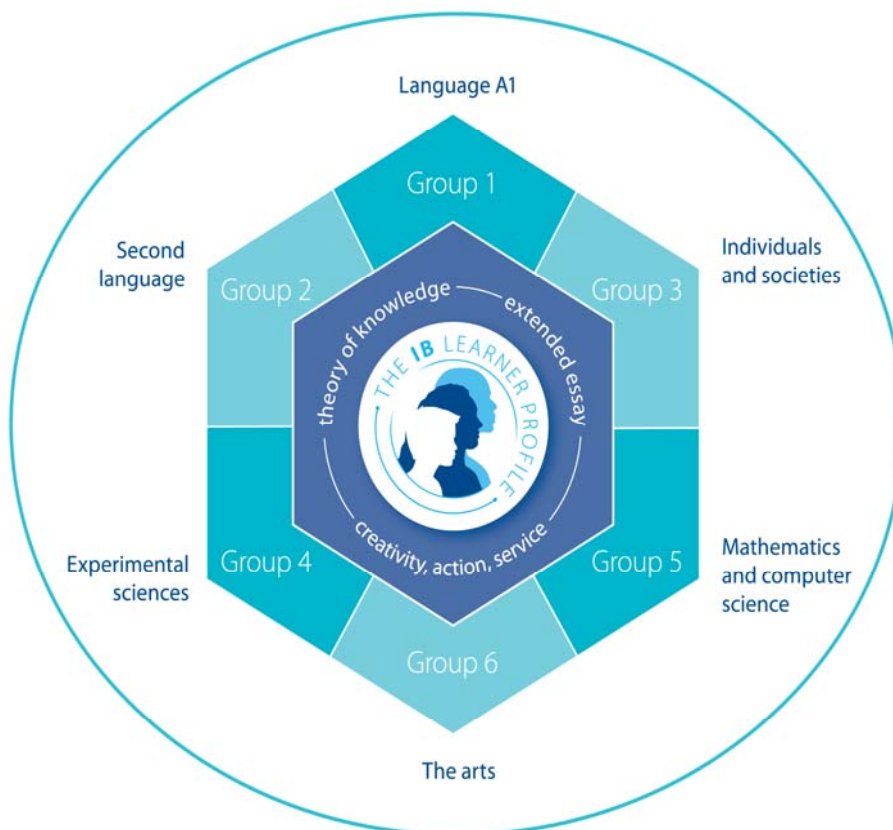 Language A1
Group 1
Second
language
Group 2
Individuals
and societies
Group 3
theory of knowledge
extended essay
THE IB LEARNER PROFILE
creativity, action, service
Experimental
sciences
Group 4
Mathematics
and computer
science
Group 5
Group 6
The arts